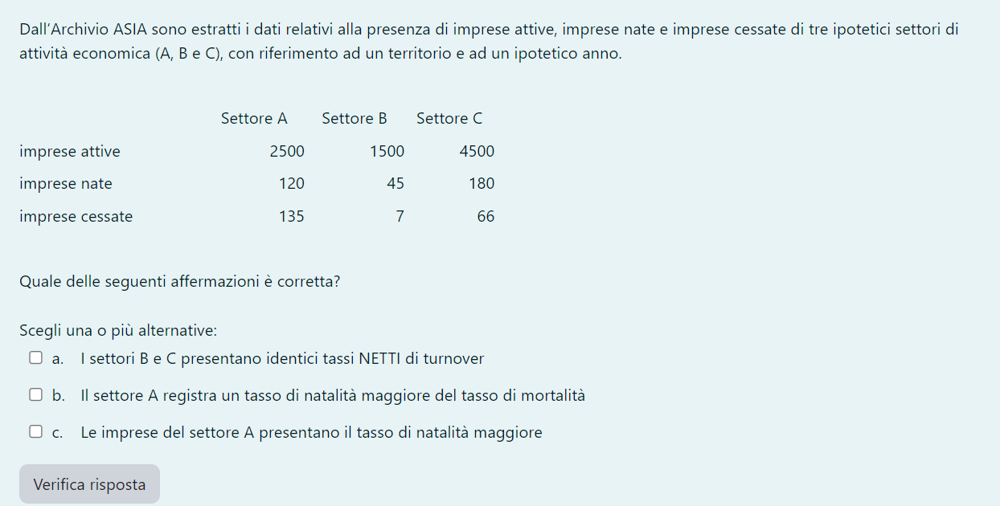 Dall'Archivio ASIA sono estratti i dati relativi alla presenza di imprese attive, imprese nate e imprese cessate di tre ipotetici settori di
attività economica (A, B e C), con riferimento ad un territorio e ad un ipotetico anno.
Settore A Settore B Settore C
imprese attive 2500 1500 4500
imprese nate 120 45 180
imprese cessate 135 7 66
Quale delle seguenti affermazioni è corretta?
Scegli una o più alternative:
a. I settori B e C presentano identici tassi NETTI di turnover
b. Il settore A registra un tasso di natalità maggiore del tasso di mortalità
c. Le imprese del settore A presentano il tasso di natalità maggiore
Verifica risposta